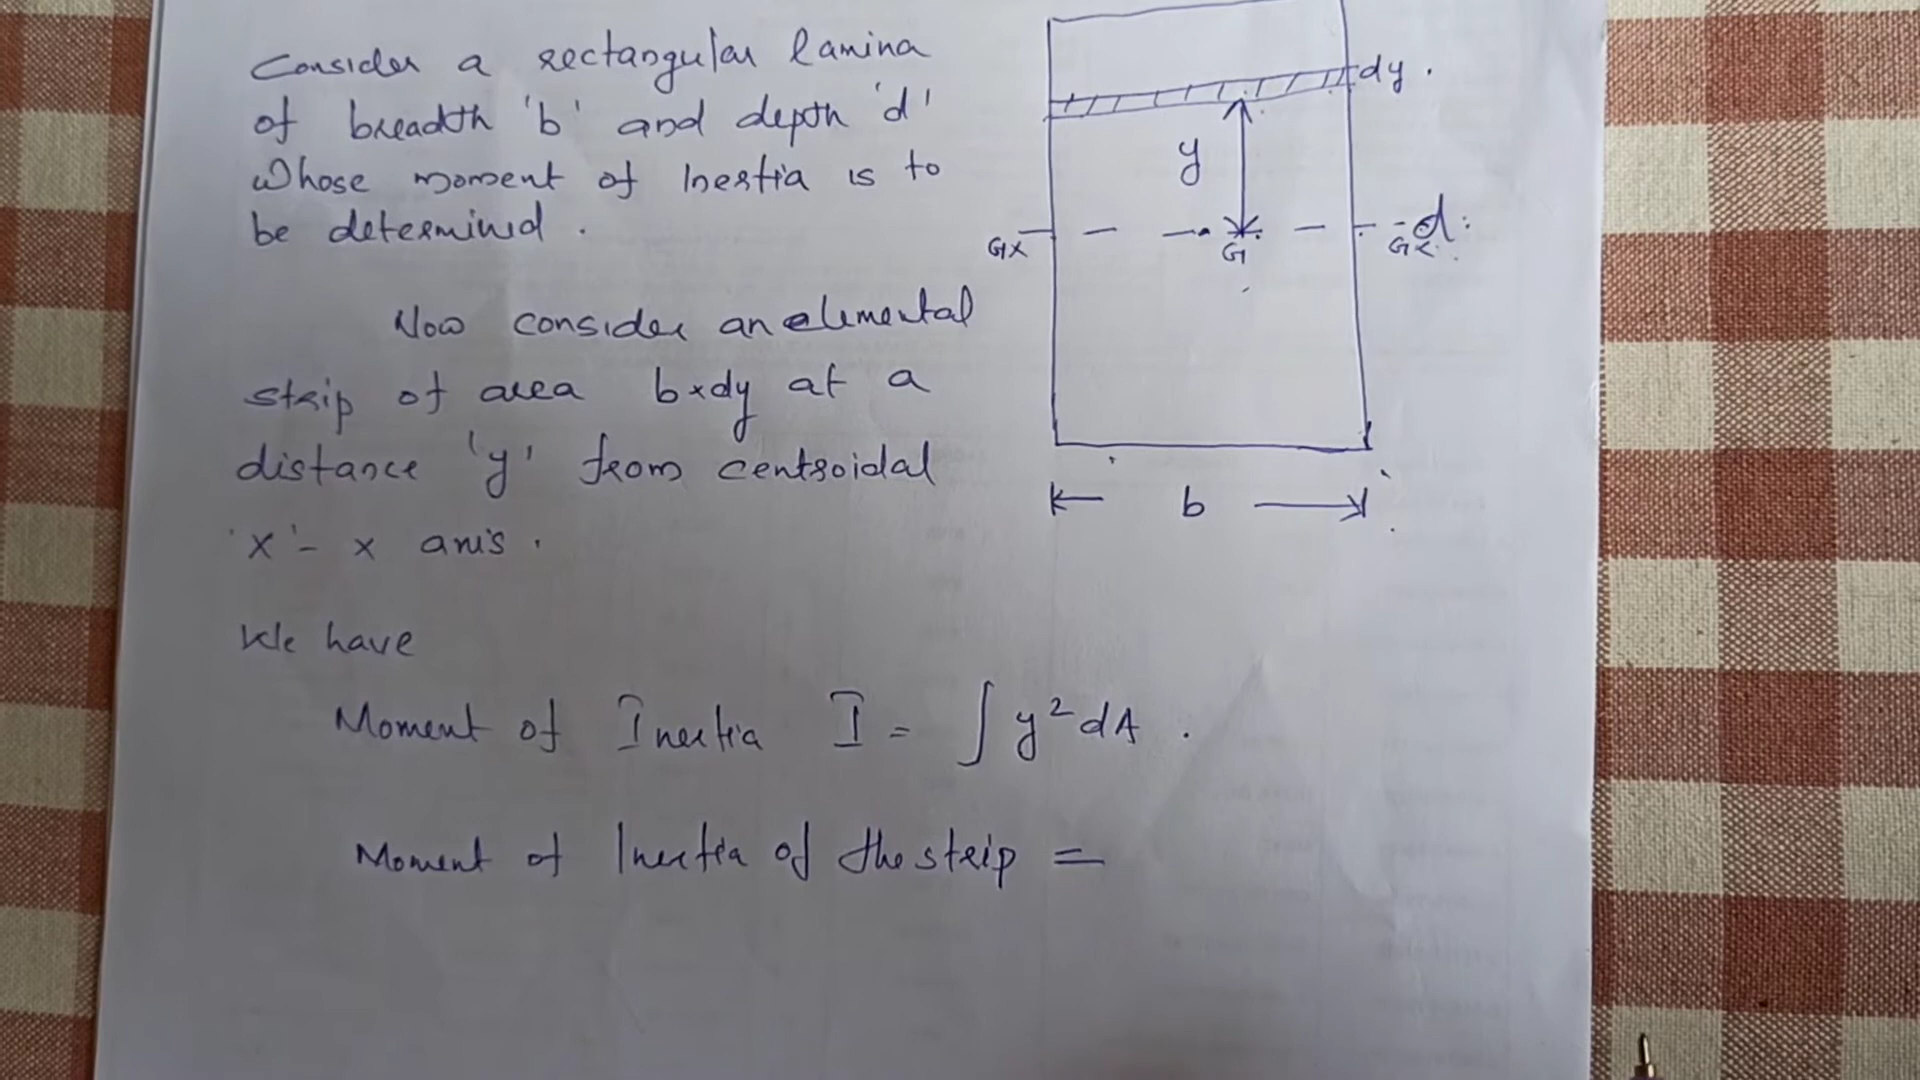 Consider a rectangular lamina
of breadth 'b' and depth 'd'
whose moment of Inertia is to
be determined .
Now consider an elemental
strip of area b×dy at a
distance 'y' from centroidal
'x' - x axis .
We have
Moment of Inertia I = ∫ y² dA .
Moment of Inertia of the strip =
dy .
y
GX
G
GX
d
b